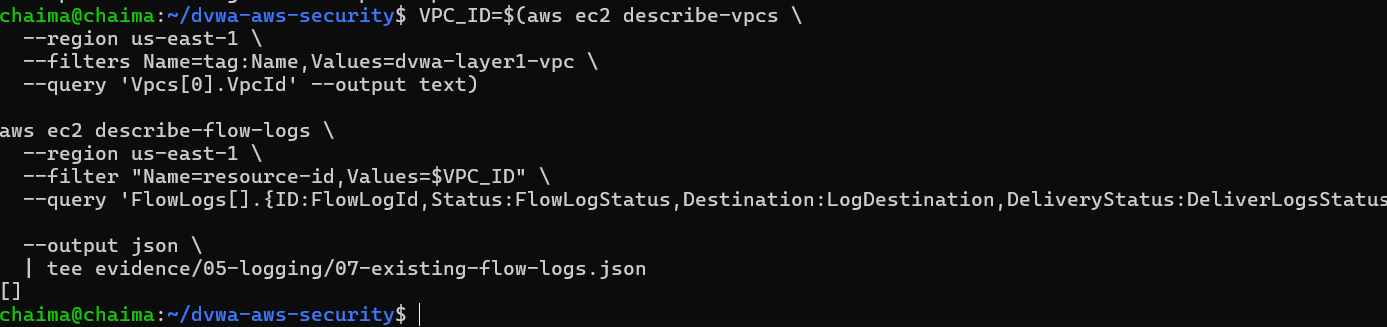 chaima@chaima:~/dvwa-aws-security$ VPC_ID=$(aws ec2 describe-vpcs \
  --region us-east-1 \
  --filters Name=tag:Name,Values=dvwa-layer1-vpc \
  --query 'Vpcs[0].VpcId' --output text)

aws ec2 describe-flow-logs \
  --region us-east-1 \
  --filter "Name=resource-id,Values=$VPC_ID" \
  --query 'FlowLogs[].{ID:FlowLogId,Status:FlowLogStatus,Destination:LogDestination,DeliveryStatus:DeliverLogsStatus

  --output json \
  | tee evidence/05-logging/07-existing-flow-logs.json
[]
chaima@chaima:~/dvwa-aws-security$